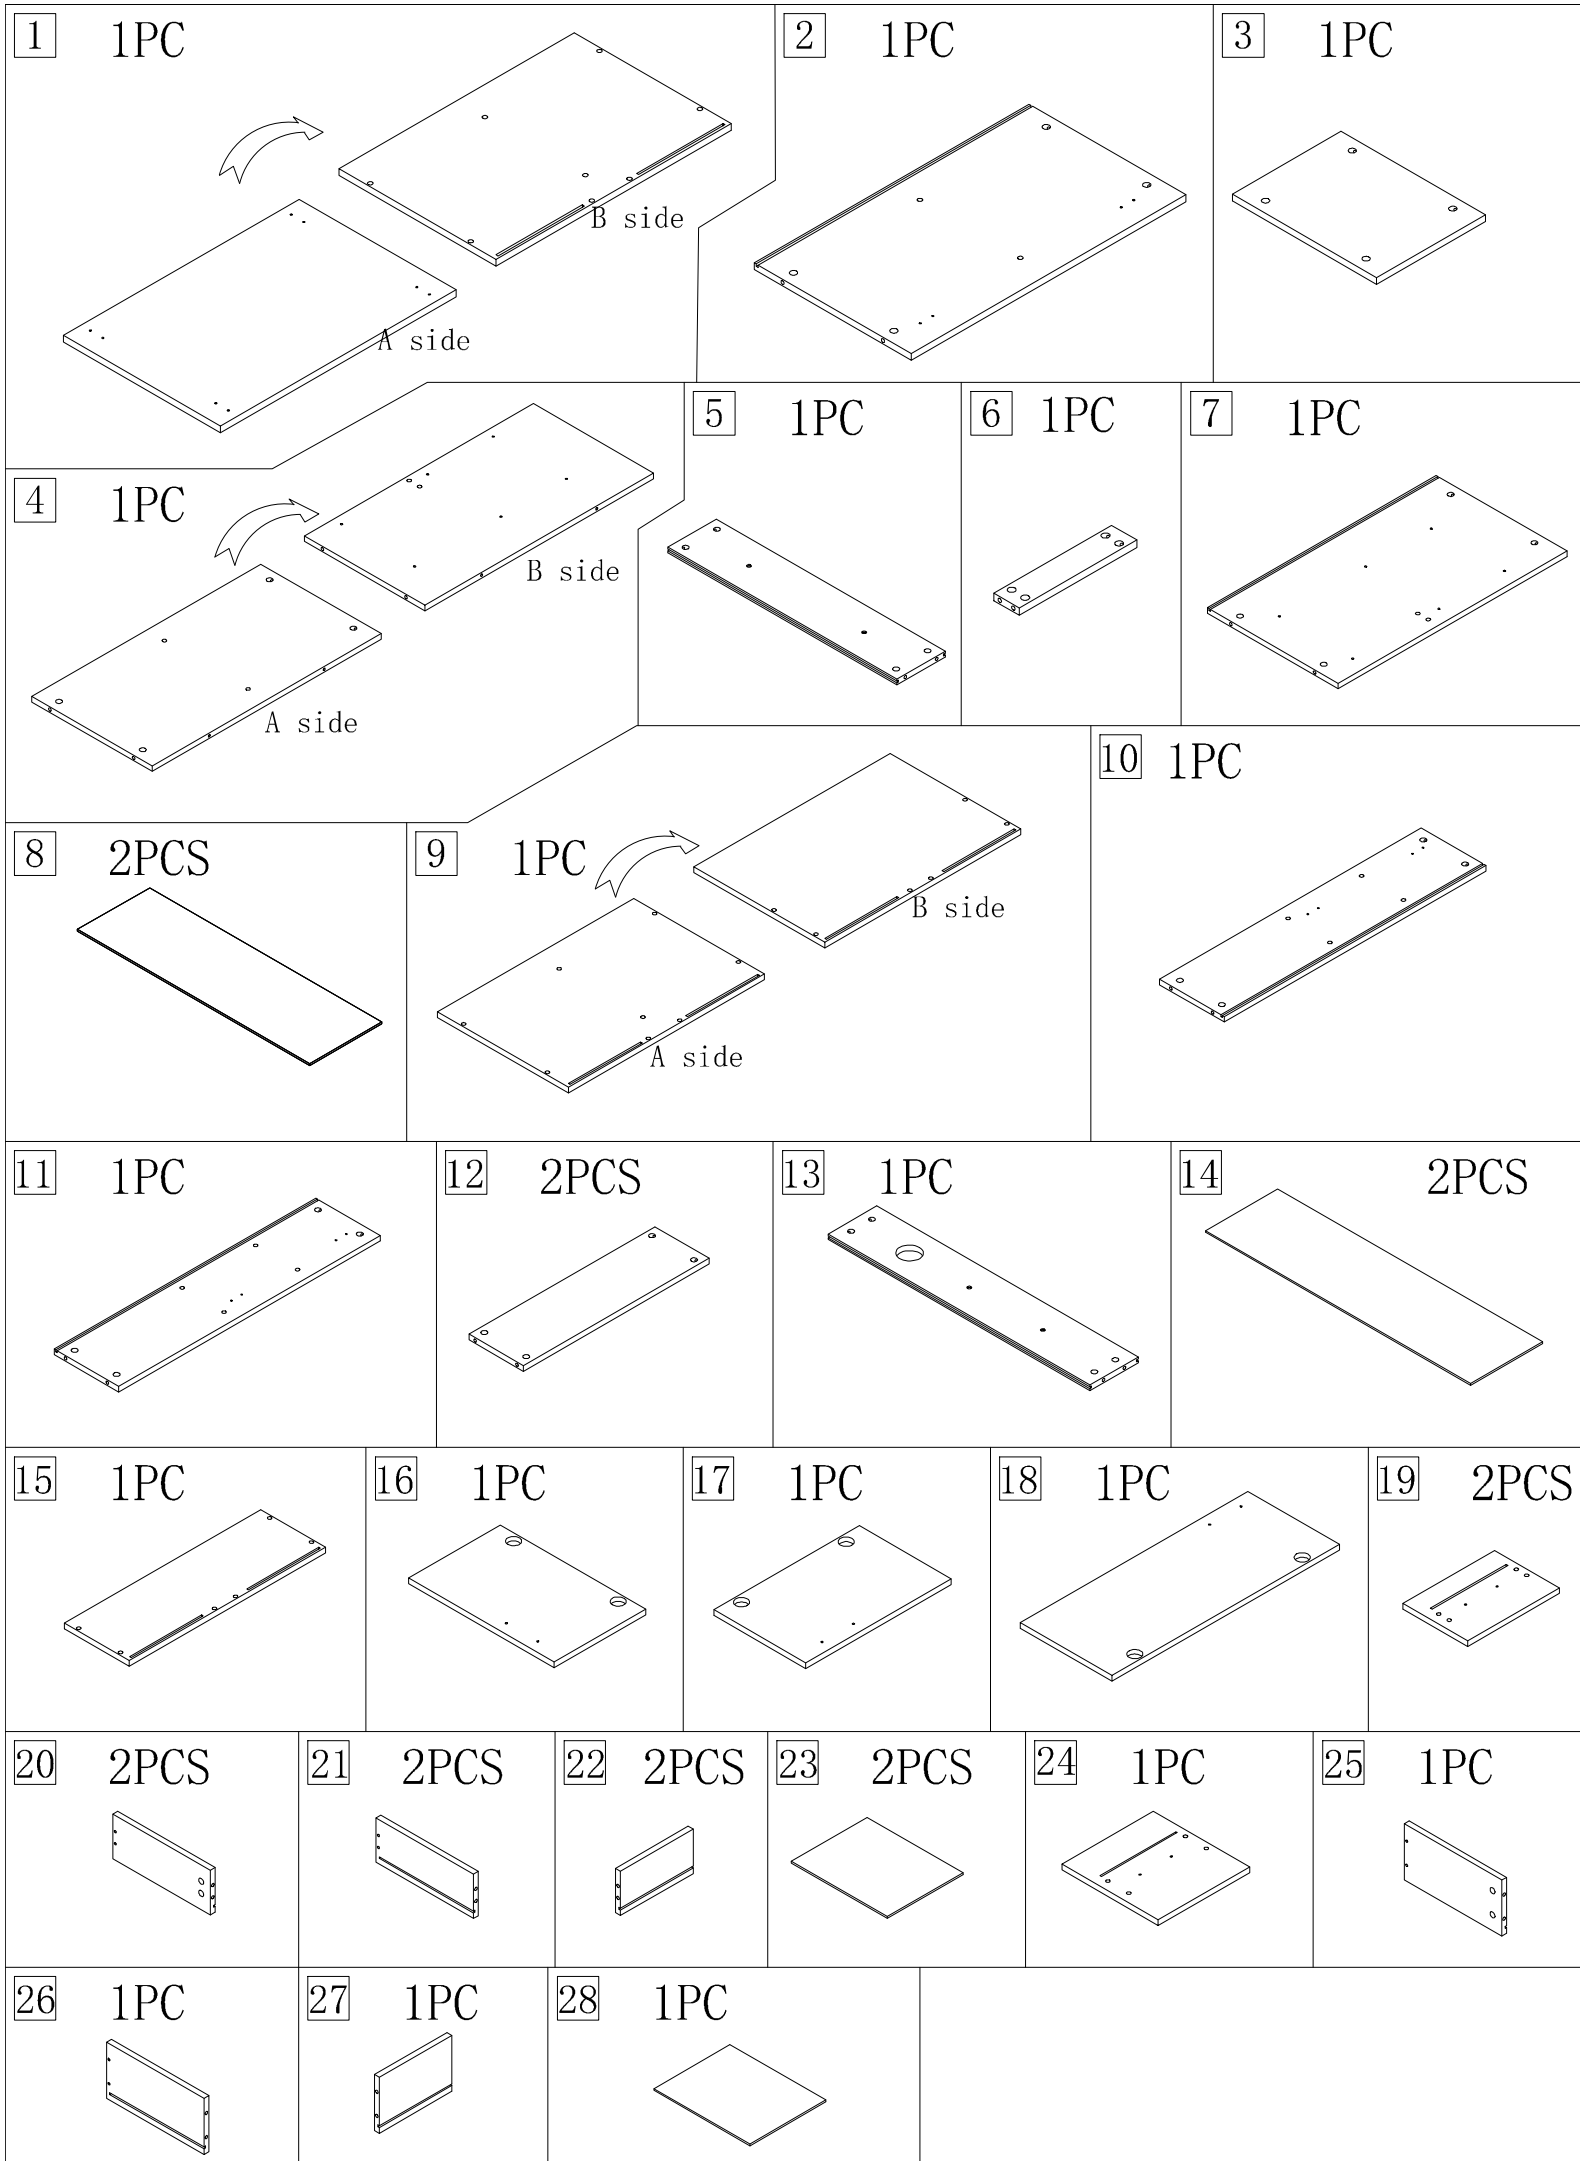 1 1PC
B side
A side
2 1PC
3 1PC
4 1PC
B side
A side
5 1PC
6 1PC
7 1PC
8 2PCS
9 1PC
B side
A side
10 1PC
11 1PC
12 2PCS
13 1PC
14 2PCS
15 1PC
16 1PC
17 1PC
18 1PC
19 2PCS
20 2PCS
21 2PCS
22 2PCS
23 2PCS
24 1PC
25 1PC
26 1PC
27 1PC
28 1PC